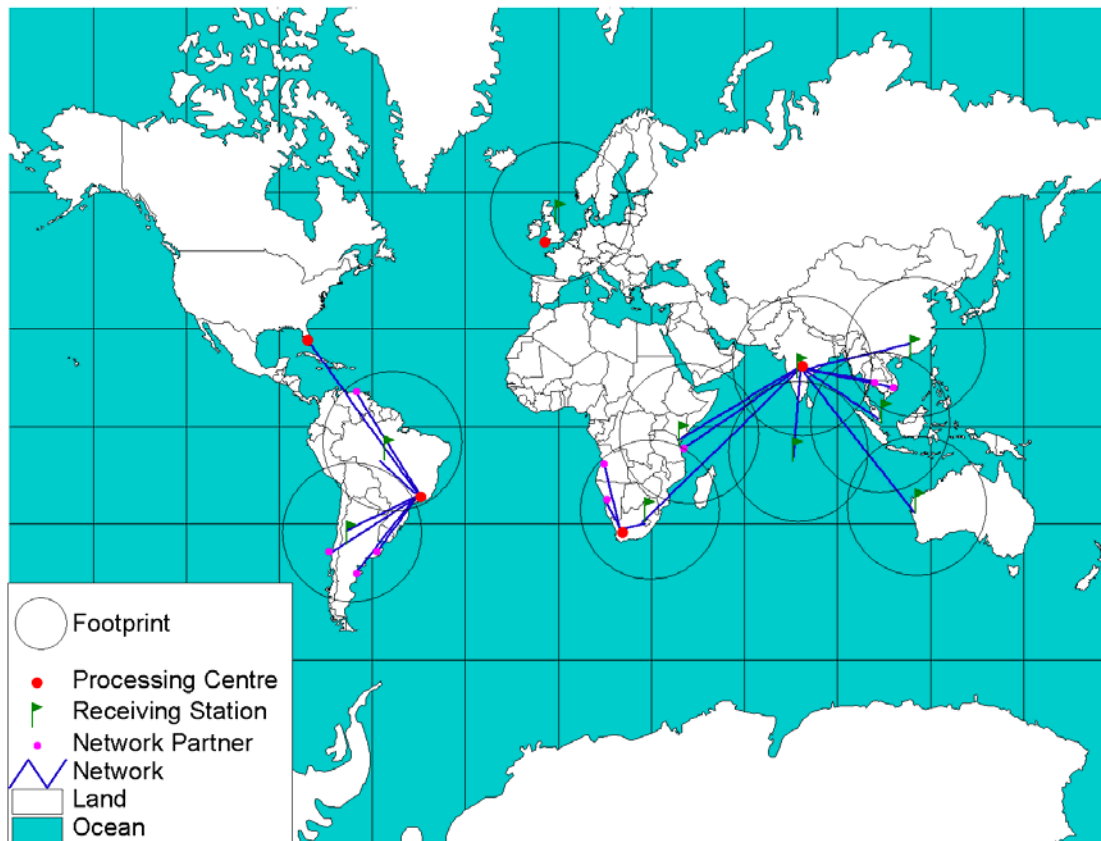 Footprint
Processing Centre
Receiving Station
Network Partner
Network
Land
Ocean